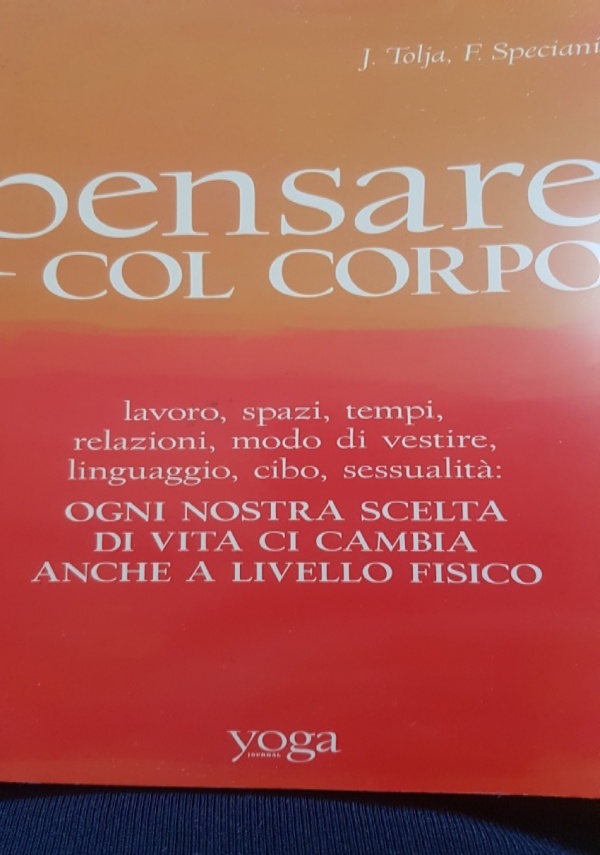 J. Tolja, F. Speciani
pensare
COL CORPO
lavoro, spazi, tempi,
relazioni, modo di vestire,
linguaggio, cibo, sessualità:
OGNI NOSTRA SCELTA
DI VITA CI CAMBIA
ANCHE A LIVELLO FISICO
yoga
JOURNAL